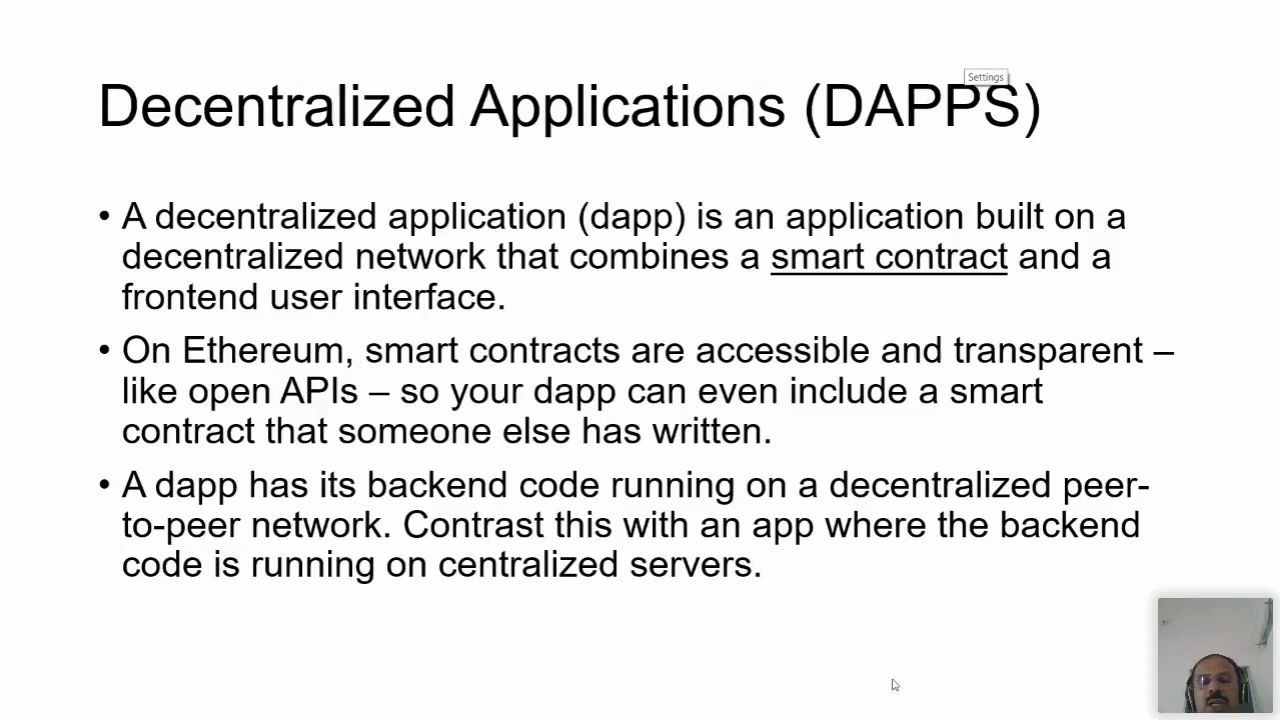 Settings
Decentralized Applications (DAPPS)
• A decentralized application (dapp) is an application built on a
decentralized network that combines a smart contract and a
frontend user interface.
• On Ethereum, smart contracts are accessible and transparent –
like open APIs – so your dapp can even include a smart
contract that someone else has written.
• A dapp has its backend code running on a decentralized peer-
to-peer network. Contrast this with an app where the backend
code is running on centralized servers.